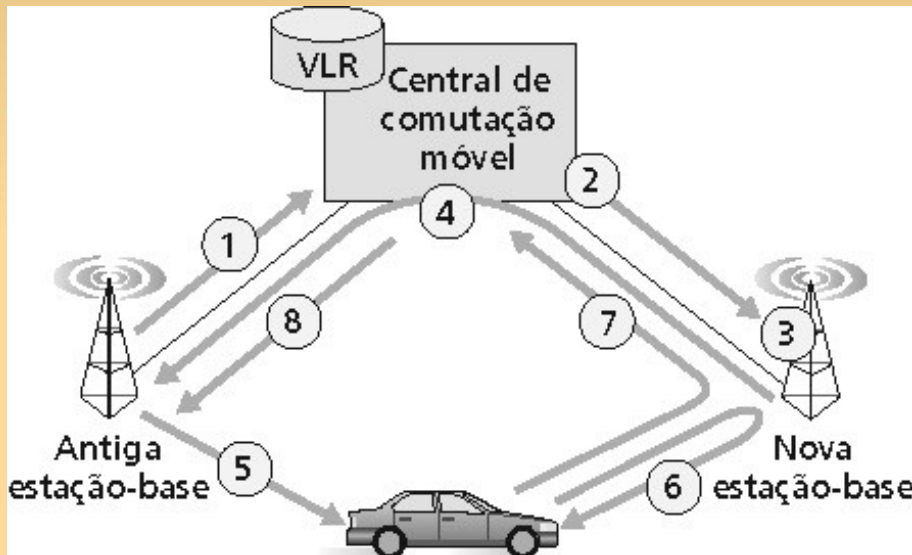 VLR
Central de
comutação
móvel
2
4
1
8
7
3
Antiga
estação-base
5
6
Nova
estação-base